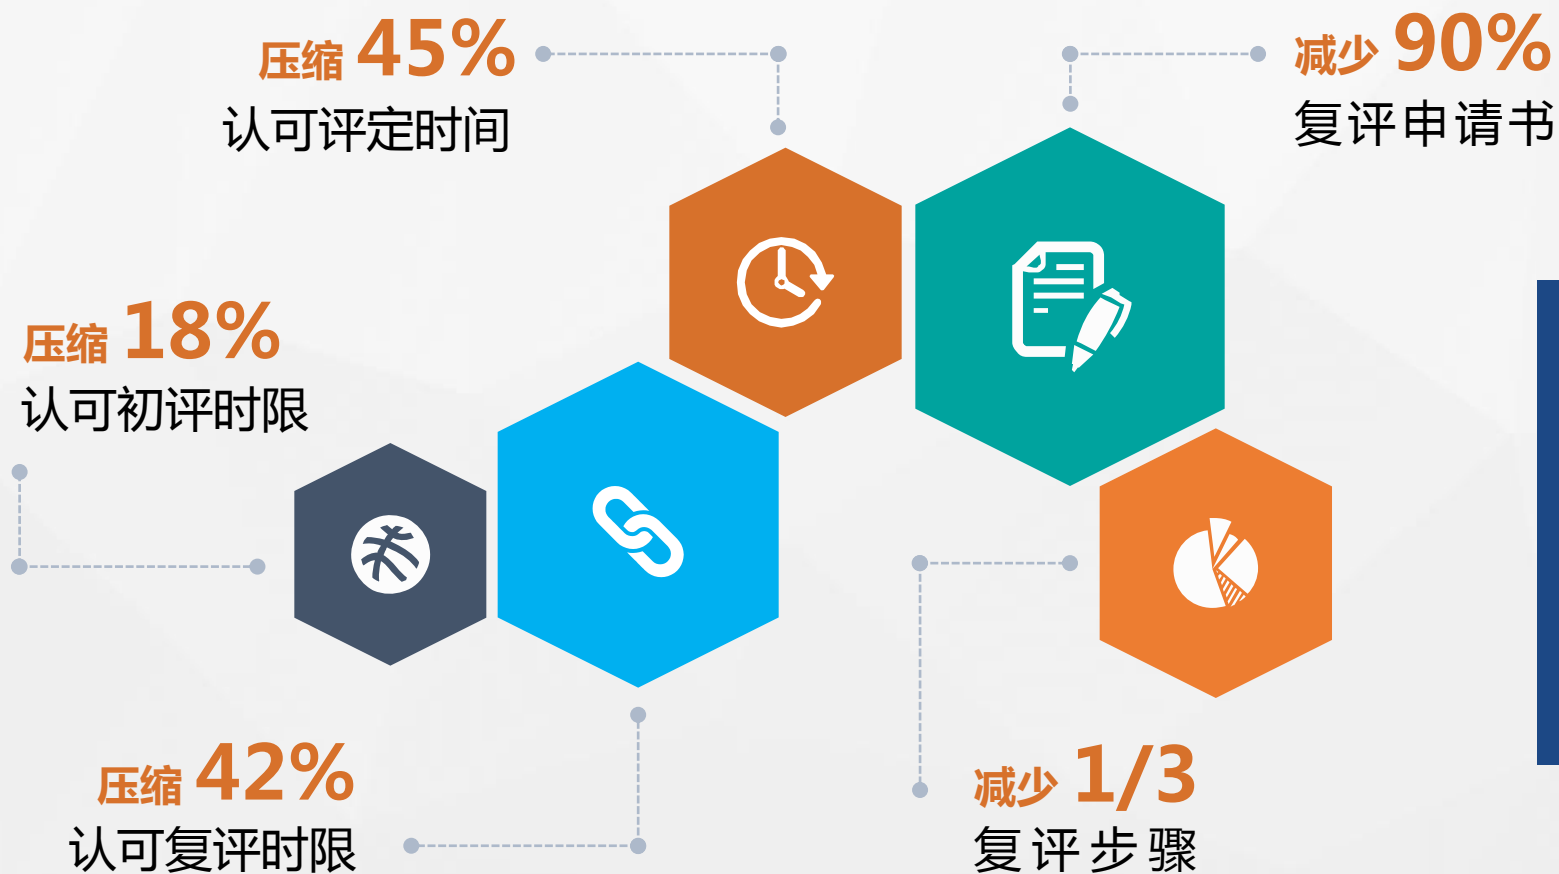 压缩 45%
认可评定时间
减少 90%
复评申请书
压缩 18%
认可初评时限
压缩 42%
认可复评时限
减少 1/3
复评步骤